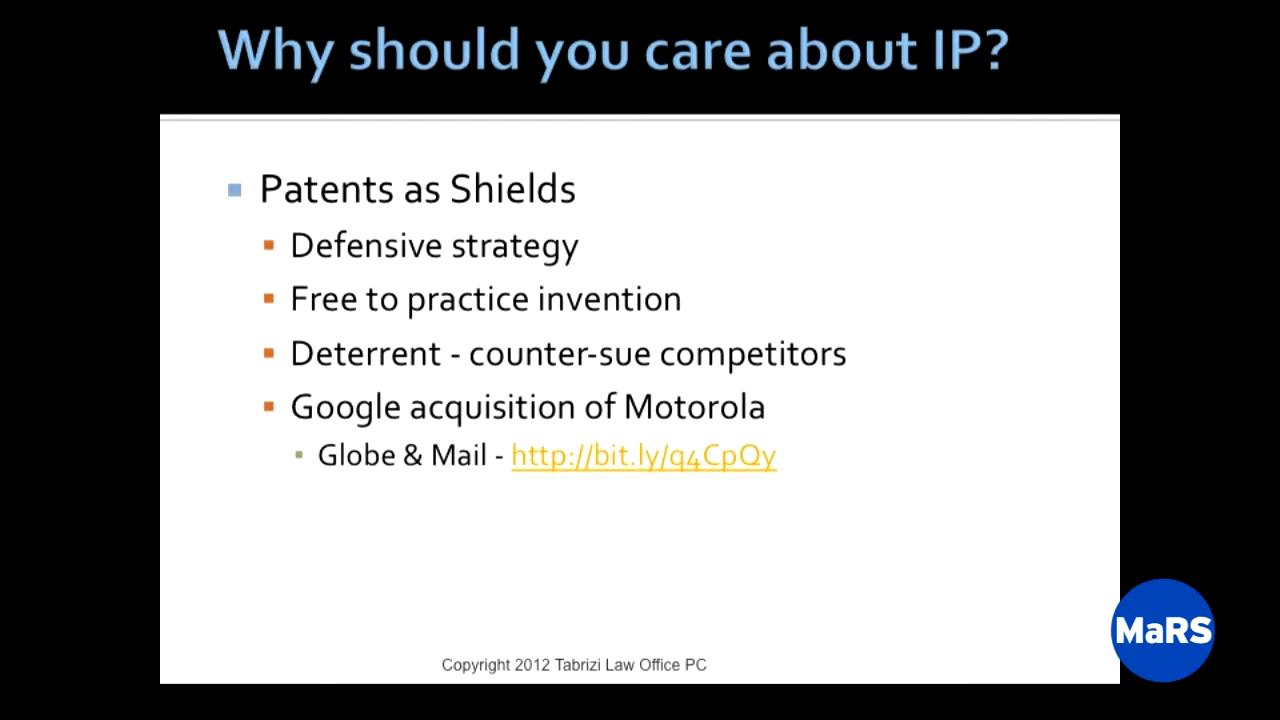 Why should you care about IP?
Patents as Shields
Defensive strategy
Free to practice invention
Deterrent - counter-sue competitors
Google acquisition of Motorola
Globe & Mail - http://bit.ly/q4CpQy
MaRS
Copyright 2012 Tabrizi Law Office PC